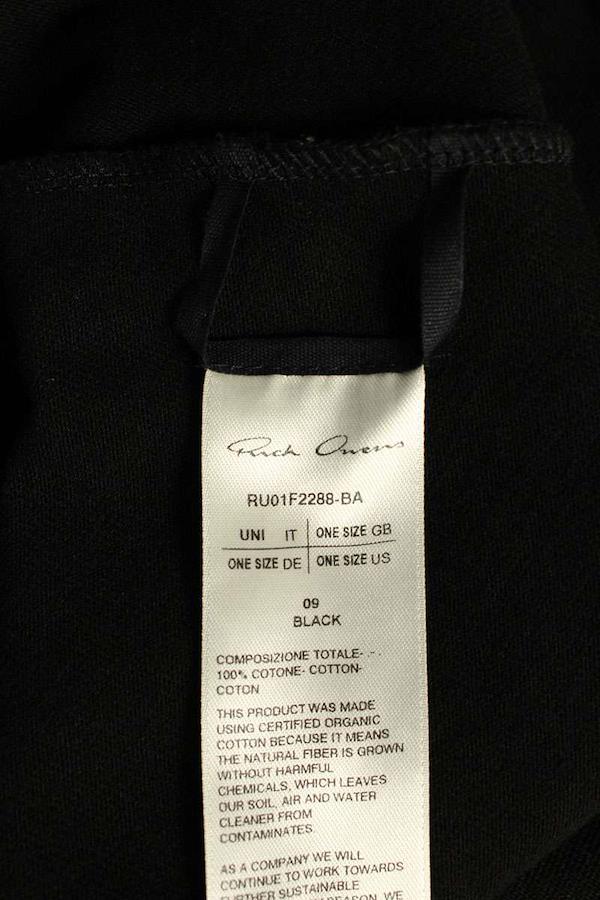 Rick Owens
RU01F2288-BA
UNI IT ONE SIZE GB
ONE SIZE DE ONE SIZE US
09
BLACK
COMPOSIZIONE TOTALE- .-
100% COTONE- COTTON-
COTON
THIS PRODUCT WAS MADE
USING CERTIFIED ORGANIC
COTTON BECAUSE IT MEANS
THE NATURAL FIBER IS GROWN
WITHOUT HARMFUL
CHEMICALS, WHICH LEAVES
OUR SOIL, AIR AND WATER
CLEANER FROM
CONTAMINATES.
AS A COMPANY WE WILL
CONTINUE TO WORK TOWARDS
FURTHER SUSTAINABLE
WE